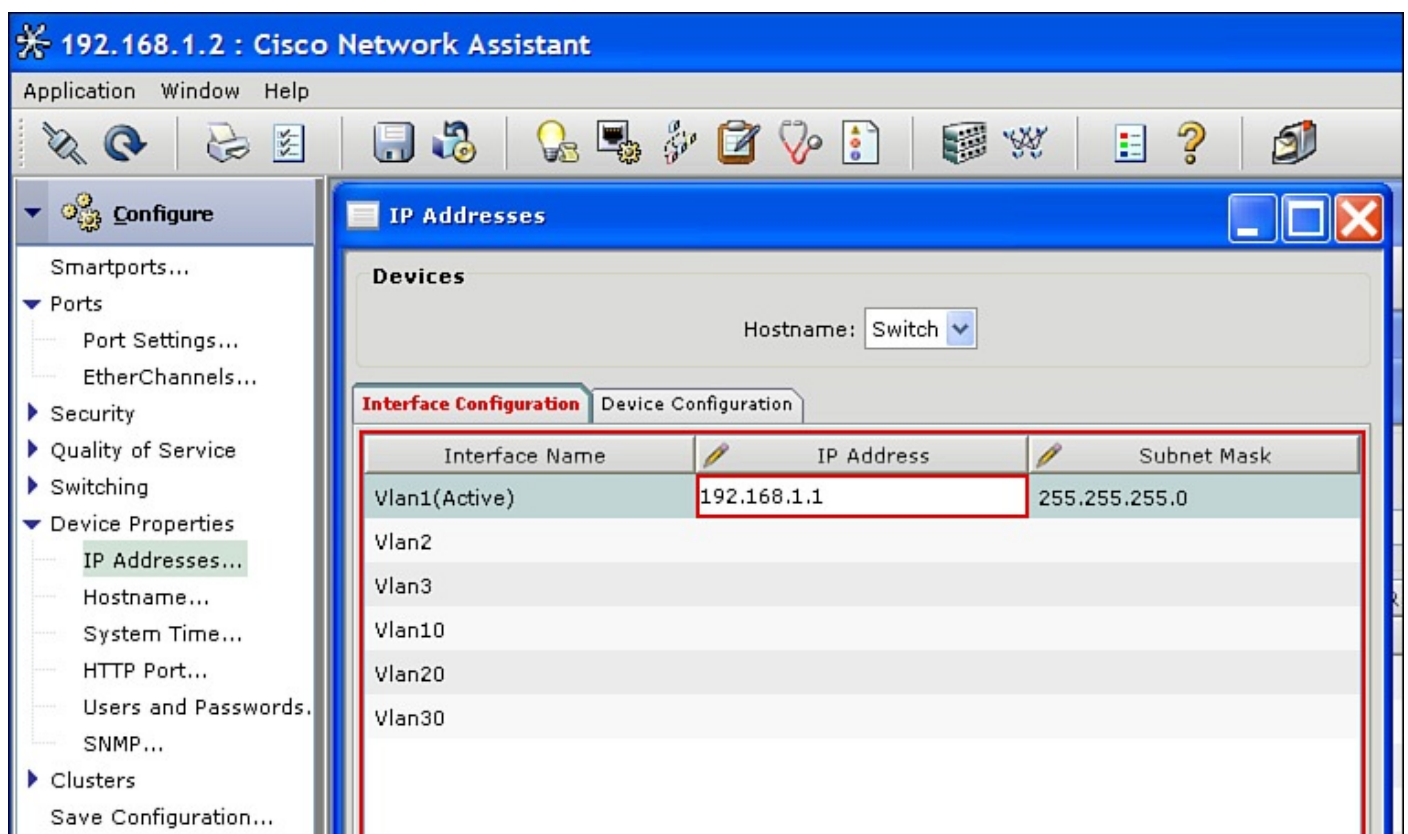 192.168.1.2 : Cisco Network Assistant
Application Window Help
Configure
Smartports...
Ports
Port Settings...
EtherChannels...
Security
Quality of Service
Switching
Device Properties
IP Addresses...
Hostname...
System Time...
HTTP Port...
Users and Passwords.
SNMP...
Clusters
Save Configuration...
IP Addresses
Devices
Hostname: Switch
Interface Configuration Device Configuration
Interface Name IP Address Subnet Mask
Vlan1(Active) 192.168.1.1 255.255.255.0
Vlan2
Vlan3
Vlan10
Vlan20
Vlan30